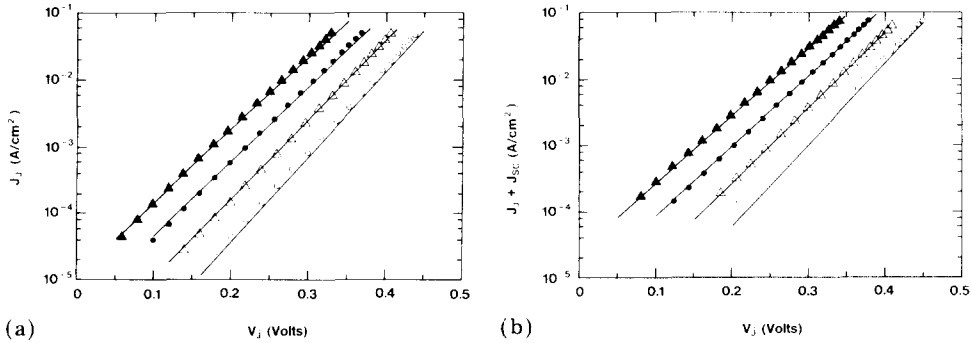 10⁻¹
10⁻²
10⁻³
10⁻⁴
10⁻⁵
J_J (A/cm²)
0 0.1 0.2 0.3 0.4 0.5
(a) V_J (Volts)
10⁻¹
10⁻²
10⁻³
10⁻⁴
10⁻⁵
J_J + J_SC (A/cm²)
0 0.1 0.2 0.3 0.4 0.5
(b) V_J (Volts)